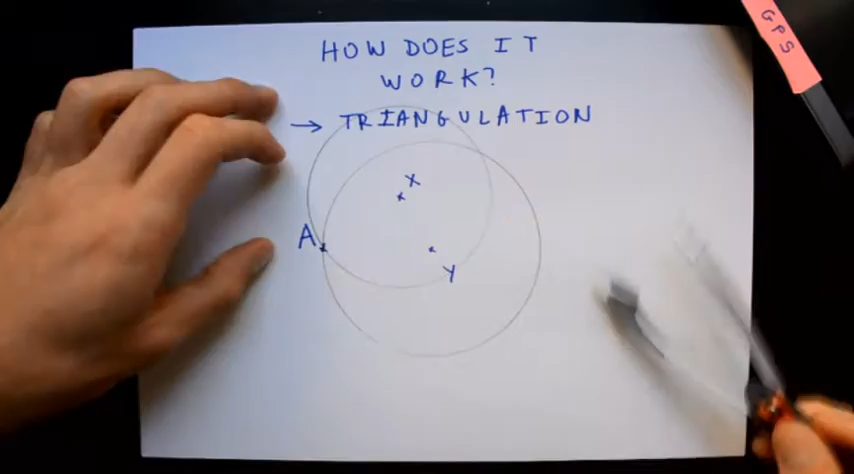 HOW DOES IT
WORK?
→ TRIANGULATION
X
A
Y
GPS